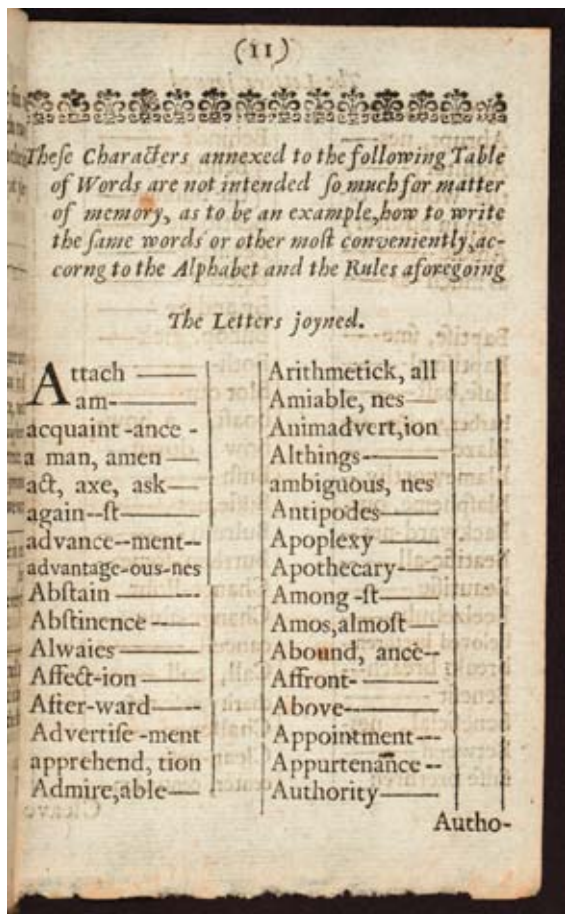 (11)
Theſe Characters annexed to the following Table
of Words are not intended ſo much for matter
of memory, as to be an example, how to write
the ſame words or other moſt conveniently, ac-
corng to the Alphabet and the Rules aforegoing
The Letters joyned.
Attach ——
am- ——
acquaint -ance -
a man, amen —
act, axe, ask —
again--ſt ——
advance--ment--
advantage-ous-nes
Abſtain ——
Abſtinence ——
Alwaies ——
Affect-ion ——
After-ward ——
Advertiſe -ment
apprehend, tion
Admire,able —
Arithmetick, all
Amiable, nes —
Animadvert,ion
Althings ——
ambiguous, nes
Antipodes ——
Apoplexy ——
Apothecary ——
Among -ſt ——
Amos,almoſt —
Abound, ance--
Affront- ——
Above- ——
Appointment --
Appurtenance --
Authority ——
Autho-